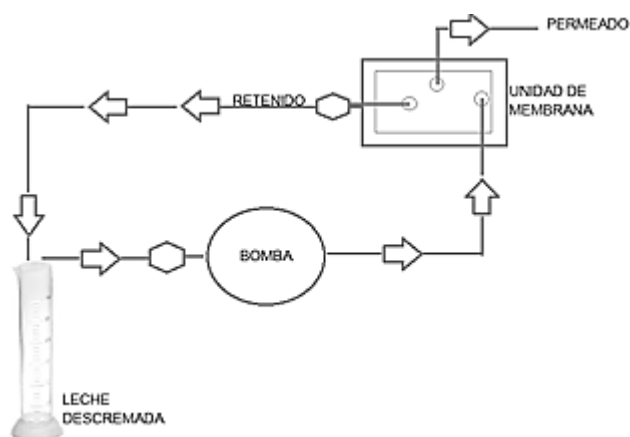 PERMEADO
UNIDAD DE
MEMBRANA
RETENIDO
BOMBA
LECHE
DESCREMADA